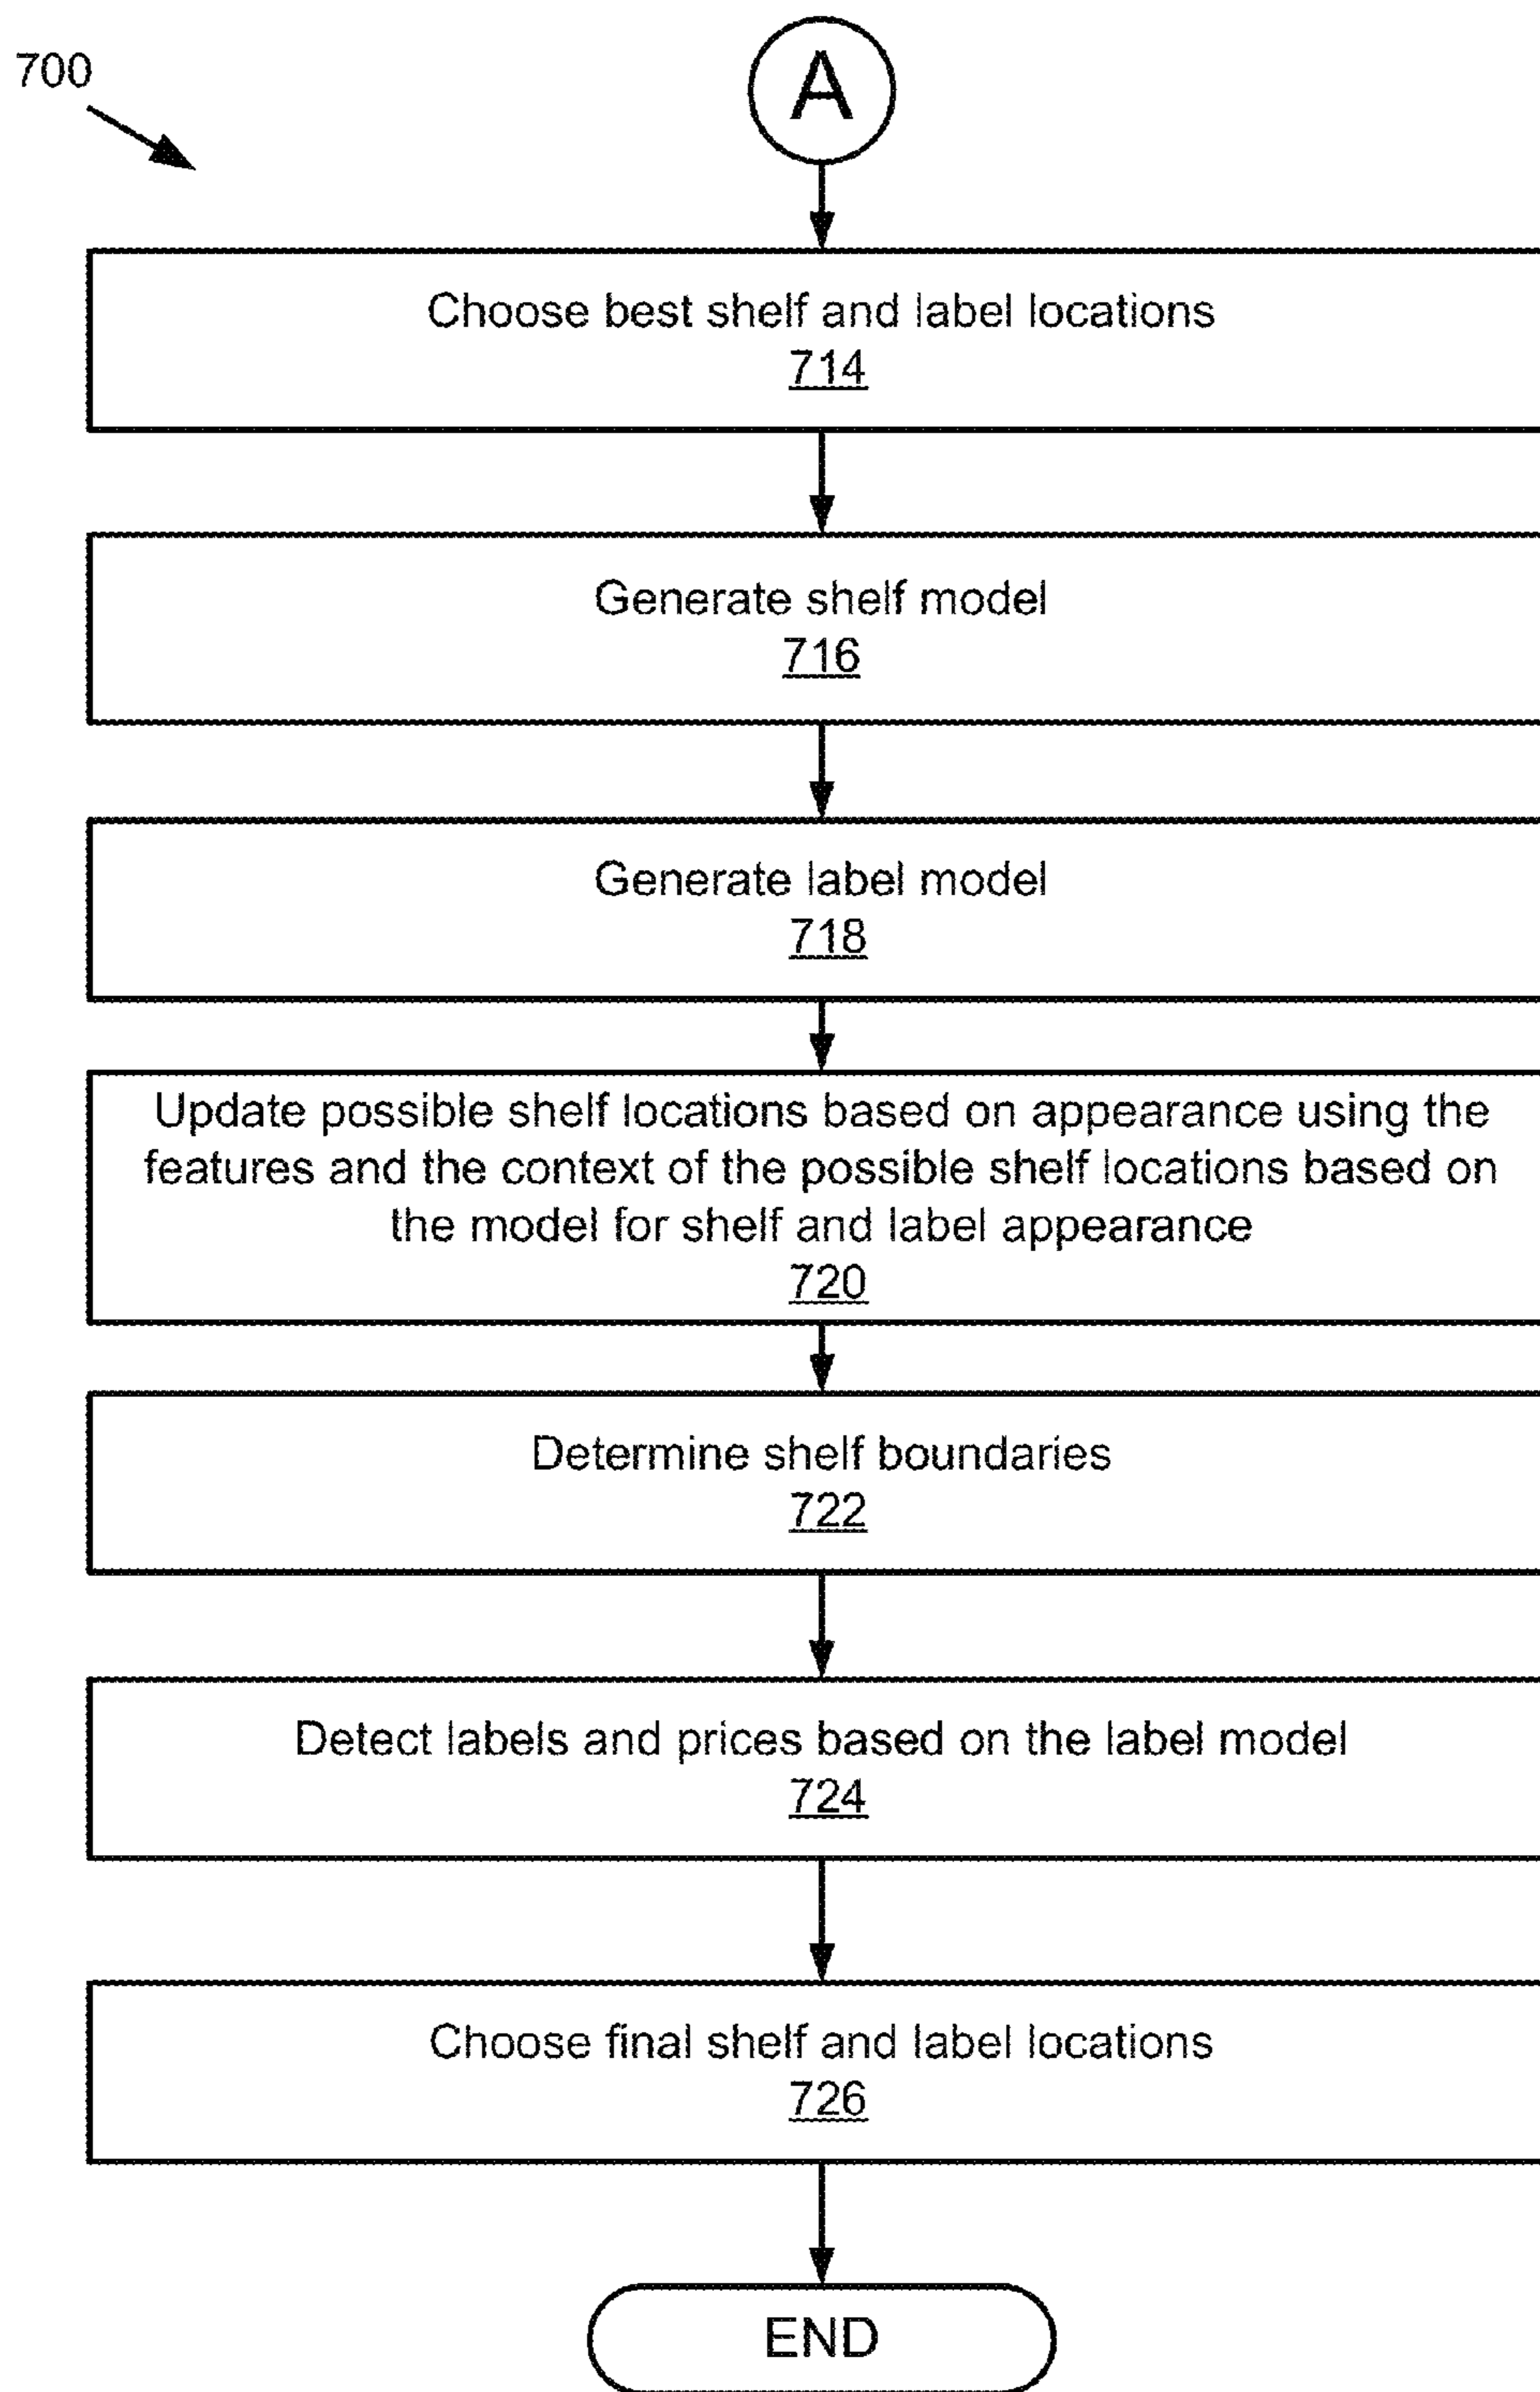 700
A
Choose best shelf and label locations
714
Generate shelf model
716
Generate label model
718
Update possible shelf locations based on appearance using the
features and the context of the possible shelf locations based on
the model for shelf and label appearance
720
Determine shelf boundaries
722
Detect labels and prices based on the label model
724
Choose final shelf and label locations
726
END